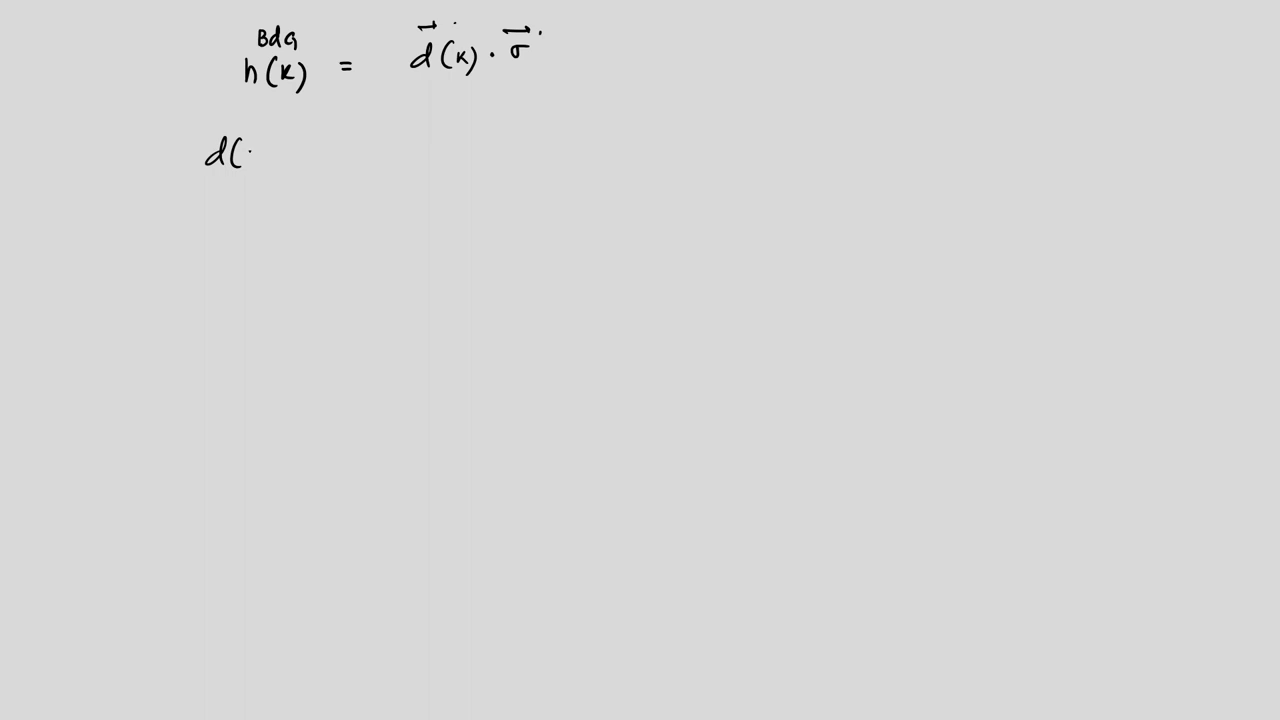 BdG
h(k) = d⃗(k) · σ⃗
d(